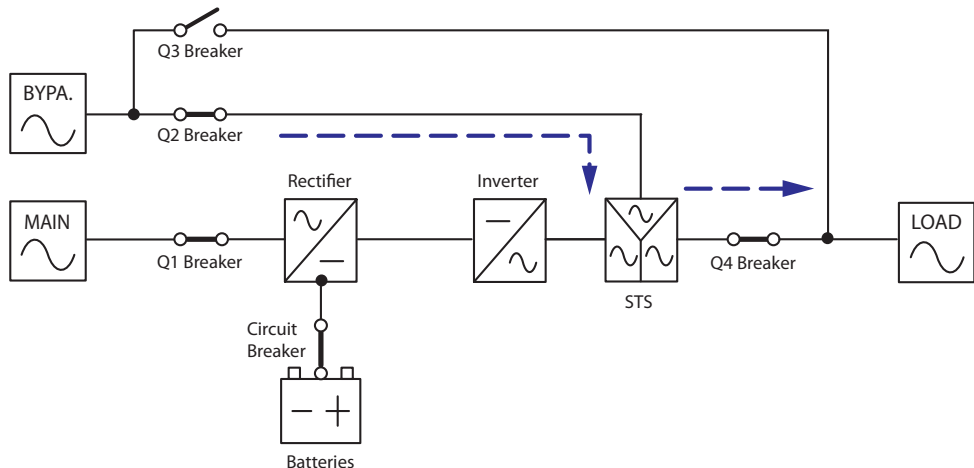 Q3 Breaker
BYPA.
Q2 Breaker
Rectifier
Inverter
MAIN
LOAD
Q1 Breaker
Q4 Breaker
STS
Circuit
Breaker
Batteries